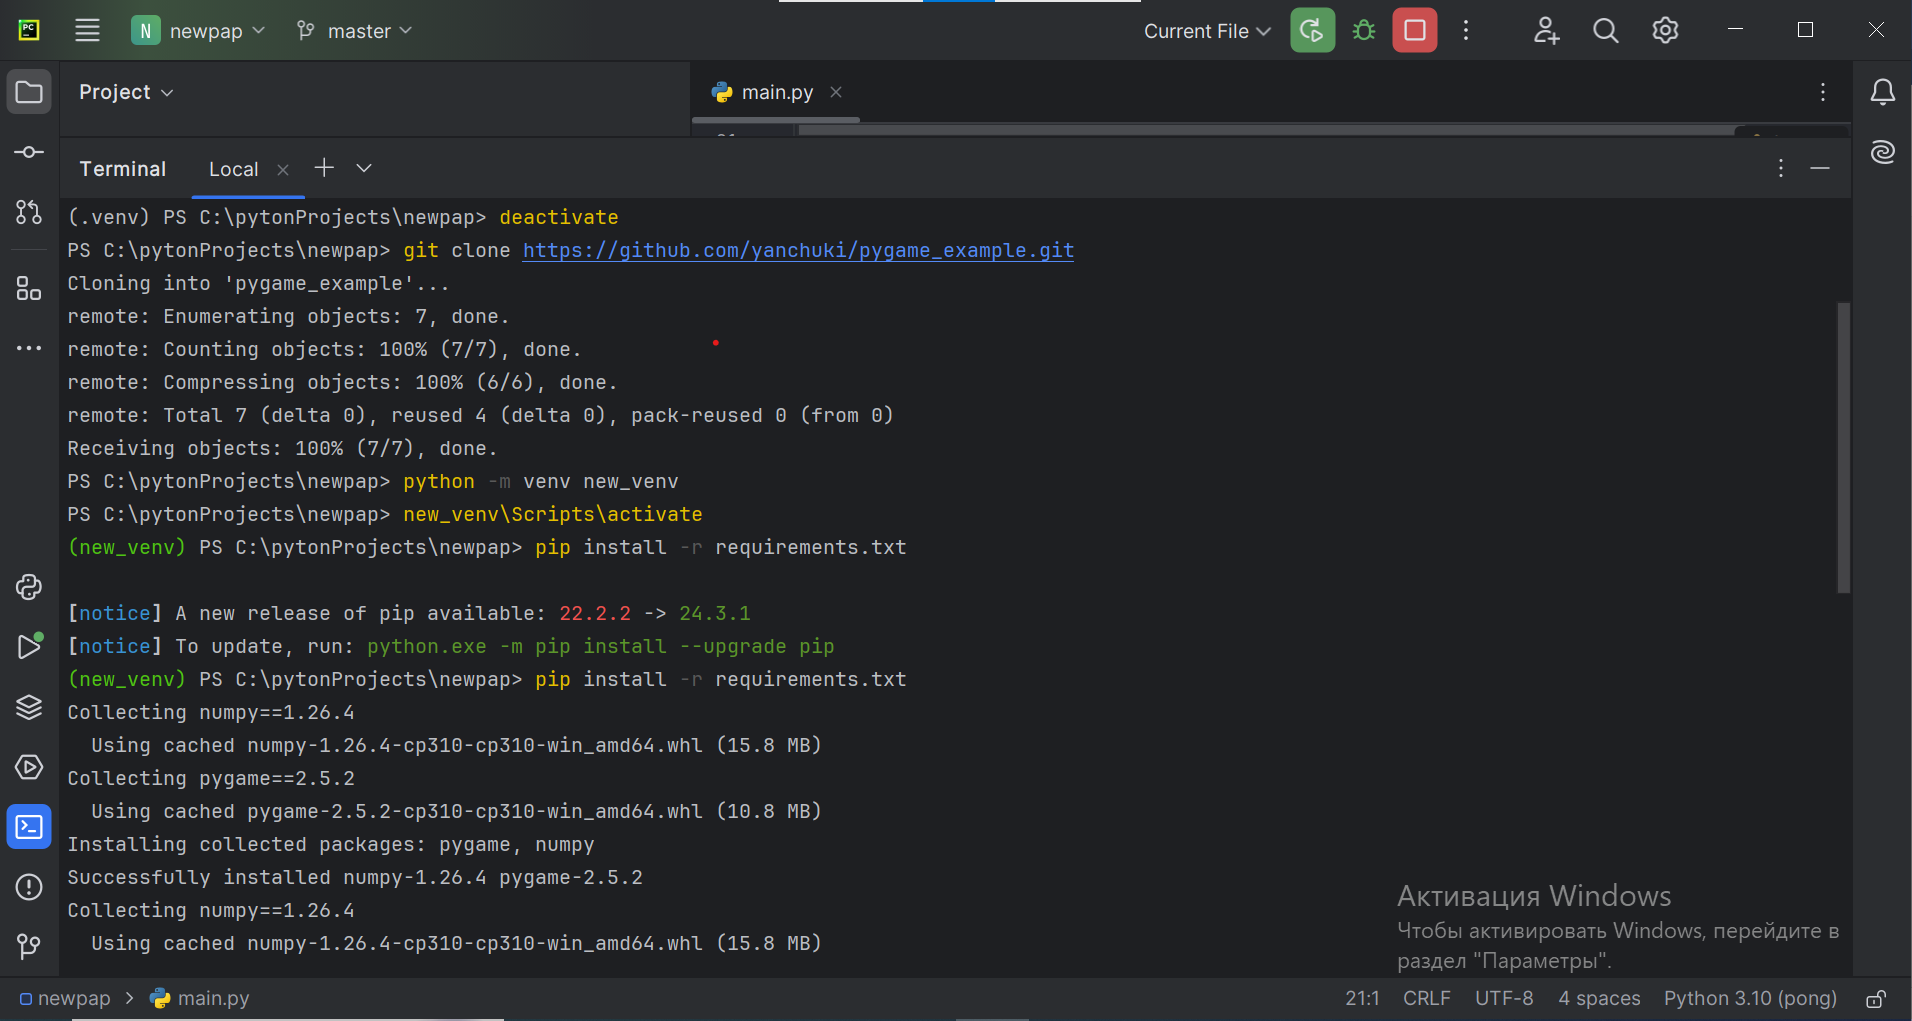 PC
N newpap master Current File
Project
main.py
Terminal Local
(.venv) PS C:\pytonProjects\newpap> deactivate
PS C:\pytonProjects\newpap> git clone https://github.com/yanchuki/pygame_example.git
Cloning into 'pygame_example'...
remote: Enumerating objects: 7, done.
remote: Counting objects: 100% (7/7), done.
remote: Compressing objects: 100% (6/6), done.
remote: Total 7 (delta 0), reused 4 (delta 0), pack-reused 0 (from 0)
Receiving objects: 100% (7/7), done.
PS C:\pytonProjects\newpap> python -m venv new_venv
PS C:\pytonProjects\newpap> new_venv\Scripts\activate
(new_venv) PS C:\pytonProjects\newpap> pip install -r requirements.txt
[notice] A new release of pip available: 22.2.2 -> 24.3.1
[notice] To update, run: python.exe -m pip install --upgrade pip
(new_venv) PS C:\pytonProjects\newpap> pip install -r requirements.txt
Collecting numpy==1.26.4
Using cached numpy-1.26.4-cp310-cp310-win_amd64.whl (15.8 MB)
Collecting pygame==2.5.2
Using cached pygame-2.5.2-cp310-cp310-win_amd64.whl (10.8 MB)
Installing collected packages: pygame, numpy
Successfully installed numpy-1.26.4 pygame-2.5.2
Collecting numpy==1.26.4
Using cached numpy-1.26.4-cp310-cp310-win_amd64.whl (15.8 MB)
Активация Windows
Чтобы активировать Windows, перейдите в
раздел "Параметры".
newpap > main.py 21:1 CRLF UTF-8 4 spaces Python 3.10 (pong)